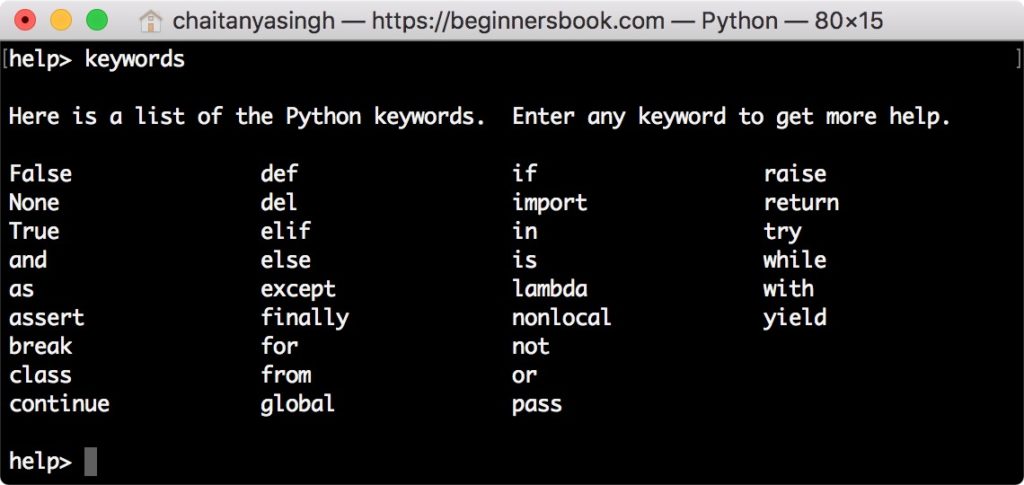 chaitanyasingh — https://beginnersbook.com — Python — 80×15
[help> keywords ]
Here is a list of the Python keywords.  Enter any keyword to get more help.
False               def                 if                  raise
None                del                 import              return
True                elif                in                  try
and                 else                is                  while
as                  except              lambda              with
assert              finally             nonlocal            yield
break               for                 not
class               from                or
continue            global              pass
help>